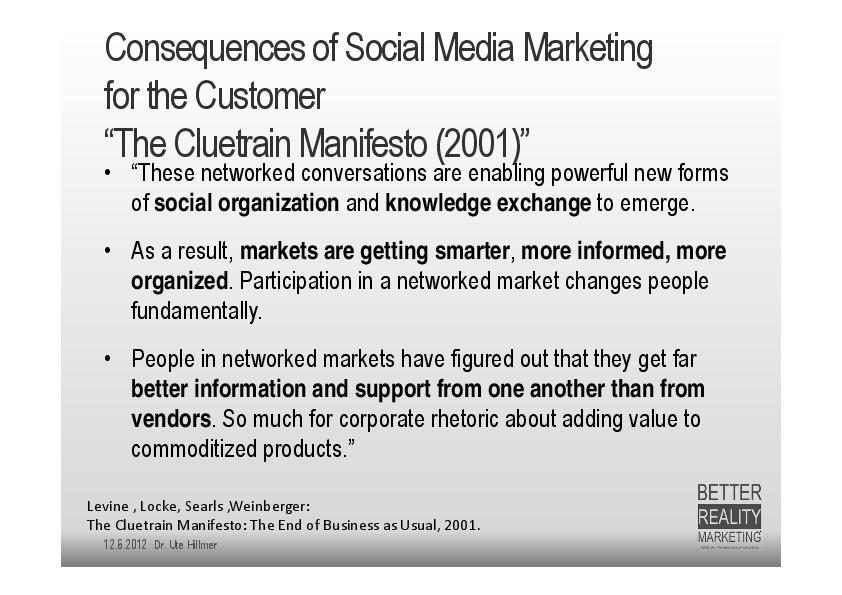 Consequences of Social Media Marketing
for the Customer
“The Cluetrain Manifesto (2001)”
• “These networked conversations are enabling powerful new forms
of social organization and knowledge exchange to emerge.
• As a result, markets are getting smarter, more informed, more
organized. Participation in a networked market changes people
fundamentally.
• People in networked markets have figured out that they get far
better information and support from one another than from
vendors. So much for corporate rhetoric about adding value to
commoditized products.”
Levine , Locke, Searls ,Weinberger:
The Cluetrain Manifesto: The End of Business as Usual, 2001.
12.6.2012 Dr. Ute Hillmer
BETTER
REALITY
MARKETING